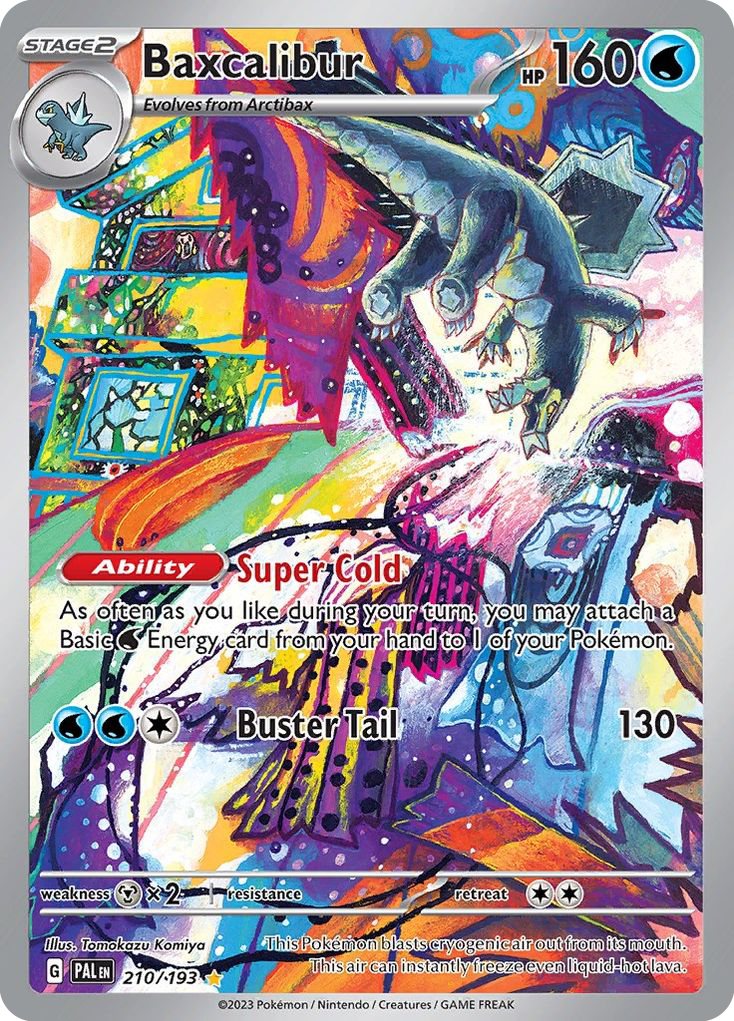 STAGE2
Baxcalibur
HP 160
Evolves from Arctibax
Ability Super Cold
As often as you like during your turn, you may attach a
Basic Energy card from your hand to 1 of your Pokémon.
Buster Tail 130
weakness ×2 resistance retreat
Illus. Tomokazu Komiya
This Pokémon blasts cryogenic air out from its mouth.
This air can instantly freeze even liquid-hot lava.
G PAL EN 210/193
©2023 Pokémon / Nintendo / Creatures / GAME FREAK